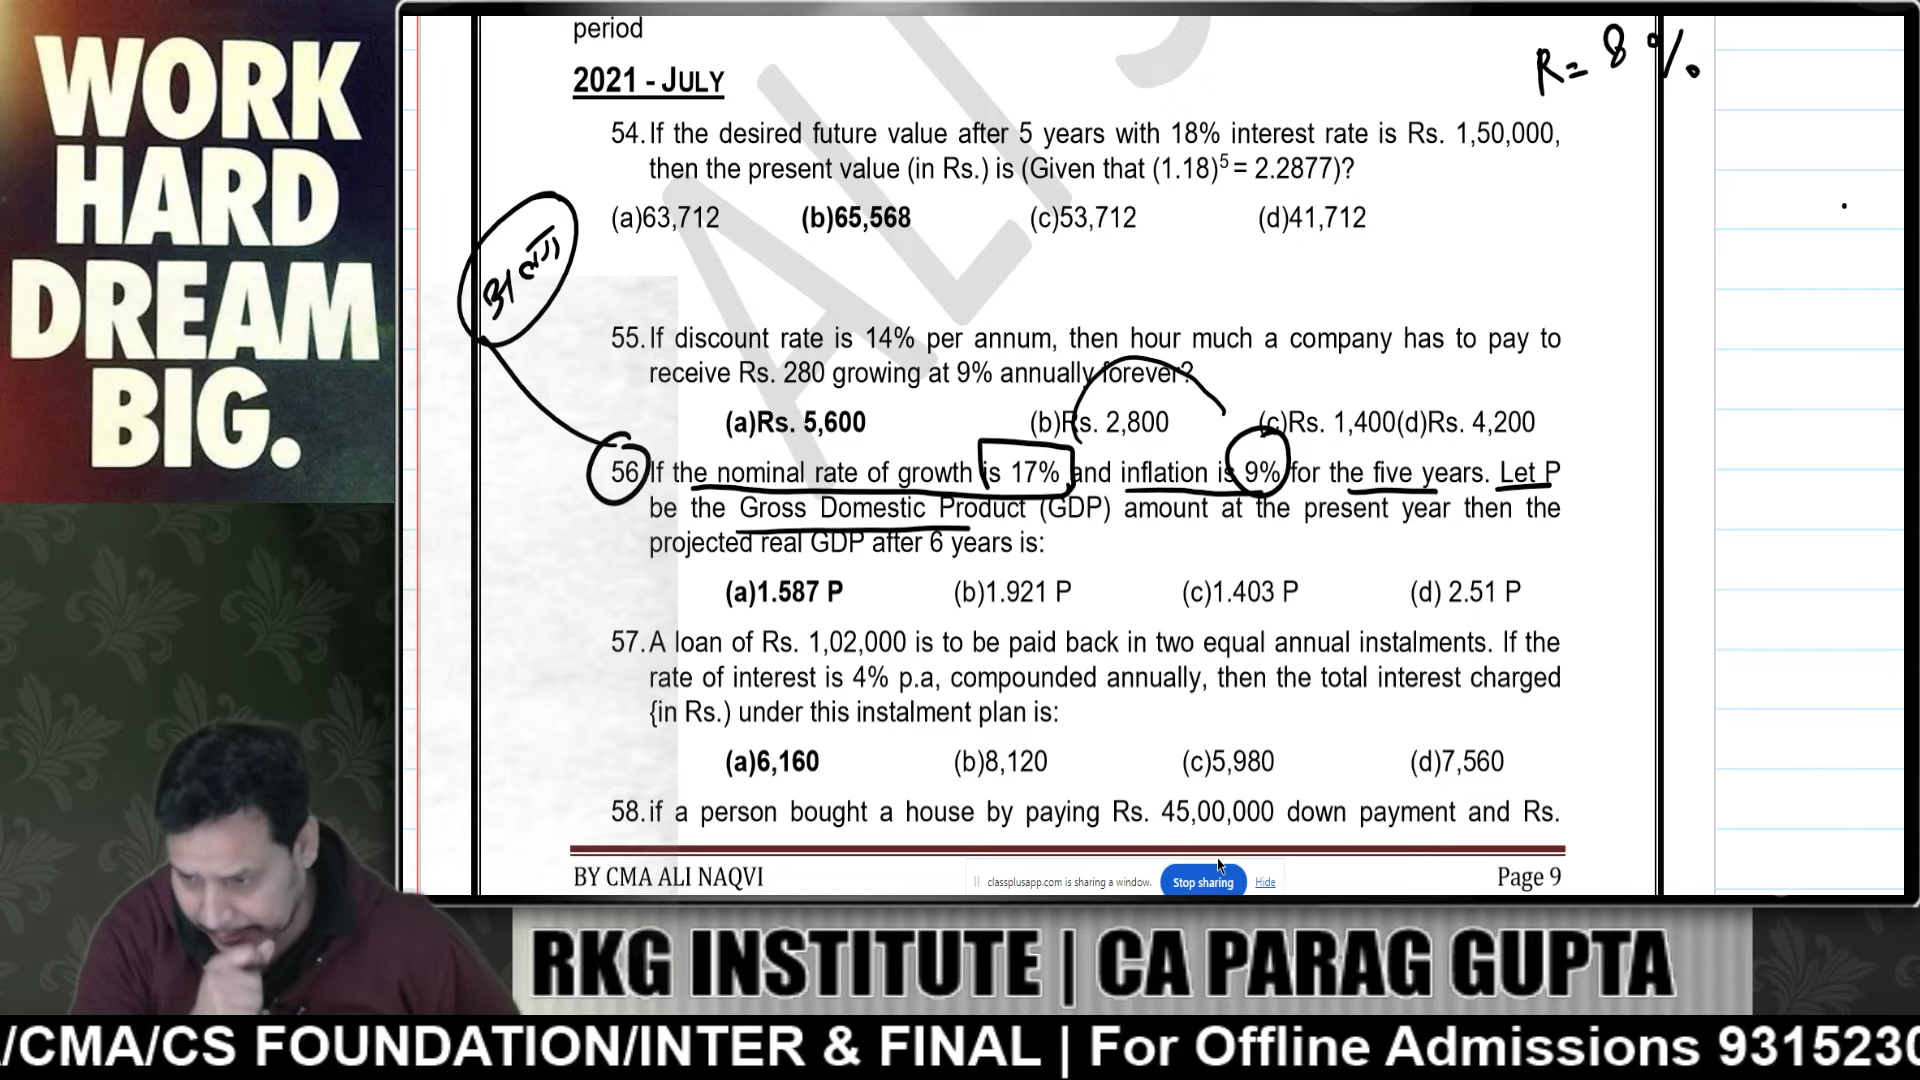 WORK
HARD
DREAM
BIG.
period
R = 8 %
2021 - JULY
54. If the desired future value after 5 years with 18% interest rate is Rs. 1,50,000,
then the present value (in Rs.) is (Given that (1.18)⁵ = 2.2877)?
(a)63,712 (b)65,568 (c)53,712 (d)41,712
55. If discount rate is 14% per annum, then hour much a company has to pay to
receive Rs. 280 growing at 9% annually forever?
(a)Rs. 5,600 (b)Rs. 2,800 (c)Rs. 1,400(d)Rs. 4,200
56 If the nominal rate of growth is 17% and inflation is 9% for the five years. Let P
be the Gross Domestic Product (GDP) amount at the present year then the
projected real GDP after 6 years is:
(a)1.587 P (b)1.921 P (c)1.403 P (d) 2.51 P
57. A loan of Rs. 1,02,000 is to be paid back in two equal annual instalments. If the
rate of interest is 4% p.a, compounded annually, then the total interest charged
{in Rs.) under this instalment plan is:
(a)6,160 (b)8,120 (c)5,980 (d)7,560
58. if a person bought a house by paying Rs. 45,00,000 down payment and Rs.
BY CMA ALI NAQVI Page 9
classplusapp.com is sharing a window. Stop sharing Hide
RKG INSTITUTE | CA PARAG GUPTA
/CMA/CS FOUNDATION/INTER & FINAL | For Offline Admissions 9315230